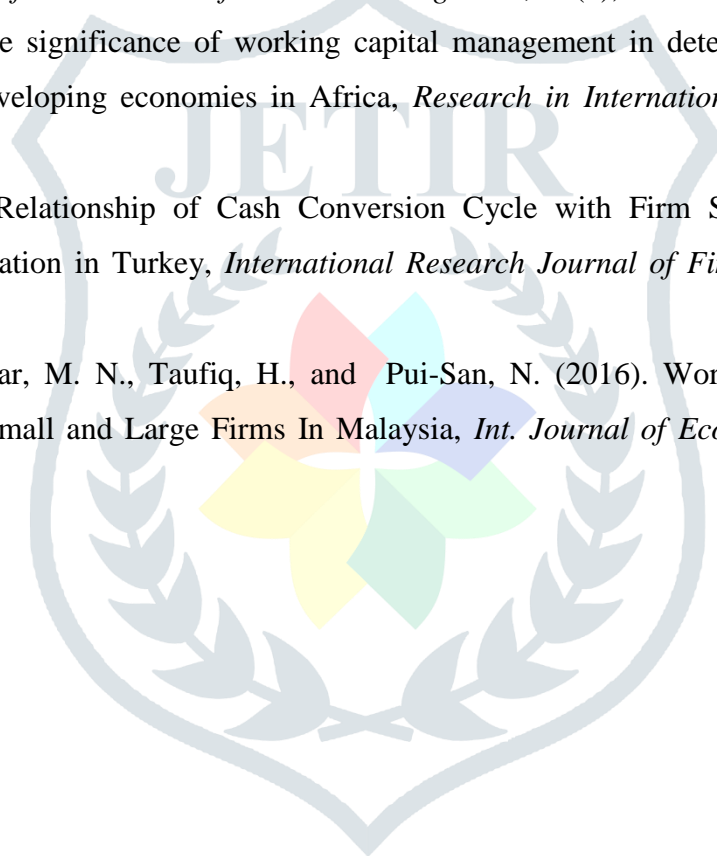 e significance of working capital management in dete
veloping economies in Africa, Research in Internation
JETIR
Relationship of Cash Conversion Cycle with Firm S
ation in Turkey, International Research Journal of Fi
ar, M. N., Taufiq, H., and Pui-San, N. (2016). Wor
mall and Large Firms In Malaysia, Int. Journal of Eco